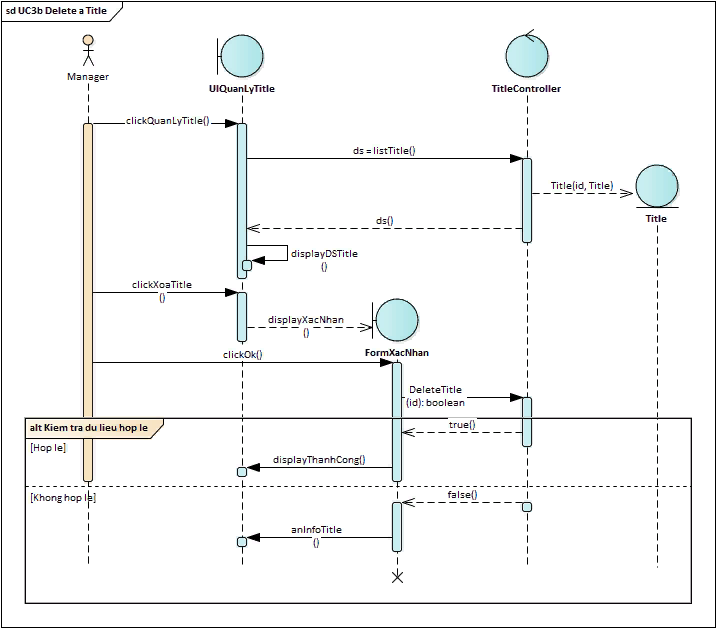 sd UC3b Delete a Title
Manager
UIQuanLyTitle
TitleController
clickQuanLyTitle()
ds = listTitle()
Title(id, Title)
Title
ds()
displayDSTitle
()
clickXoaTitle
()
displayXacNhan
()
FormXacNhan
clickOk()
DeleteTitle
(id): boolean
alt Kiem tra du lieu hop le
true()
[Hop le]
displayThanhCong()
[Khong hop le]
false()
anInfoTitle
()